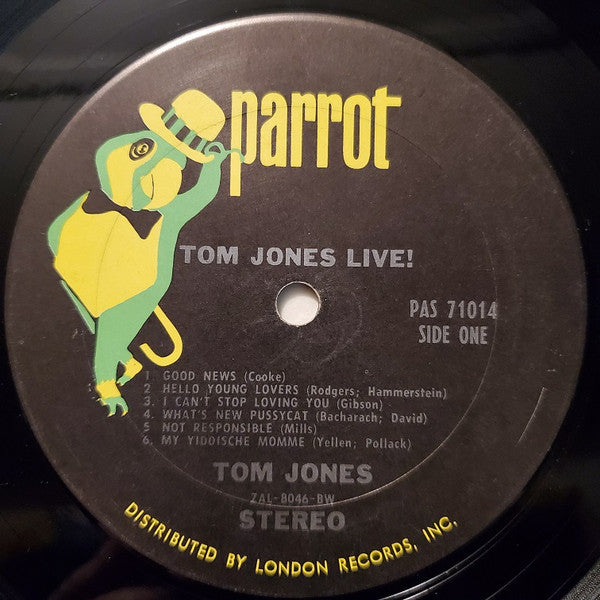 parrot
TOM JONES LIVE!
PAS 71014
SIDE ONE
1. GOOD NEWS (Cooke)
2 HELLO YOUNG LOVERS (Rodgers; Hammerstein)
3. I CAN'T STOP LOVING YOU (Gibson)
4. WHAT'S NEW PUSSYCAT (Bacharach; David)
5 NOT RESPONSIBLE (Mills)
6. MY YIDDISCHE MOMME (Yellen; Pollack)
TOM JONES
ZAL-8046-BW
STEREO
DISTRIBUTED BY LONDON RECORDS, INC.